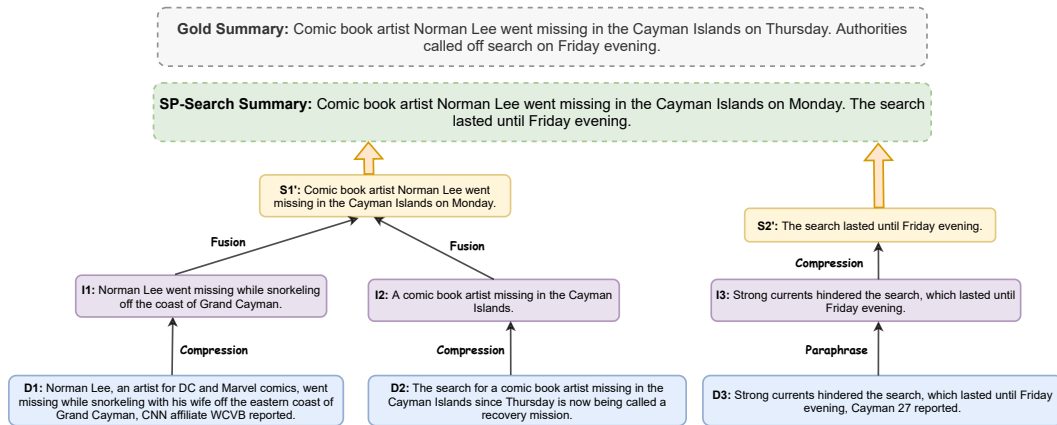 Gold Summary: Comic book artist Norman Lee went missing in the Cayman Islands on Thursday. Authorities
called off search on Friday evening.
SP-Search Summary: Comic book artist Norman Lee went missing in the Cayman Islands on Monday. The search
lasted until Friday evening.
S1': Comic book artist Norman Lee went
missing in the Cayman Islands on Monday.
S2': The search lasted until Friday evening.
Fusion
Fusion
Compression
I1: Norman Lee went missing while snorkeling
off the coast of Grand Cayman.
I2: A comic book artist missing in the Cayman
Islands.
I3: Strong currents hindered the search, which lasted until
Friday evening.
Compression
Compression
Paraphrase
D1: Norman Lee, an artist for DC and Marvel comics, went
missing while snorkeling with his wife off the eastern coast of
Grand Cayman, CNN affiliate WCVB reported.
D2: The search for a comic book artist missing in the
Cayman Islands since Thursday is now being called a
recovery mission.
D3: Strong currents hindered the search, which lasted until Friday
evening, Cayman 27 reported.